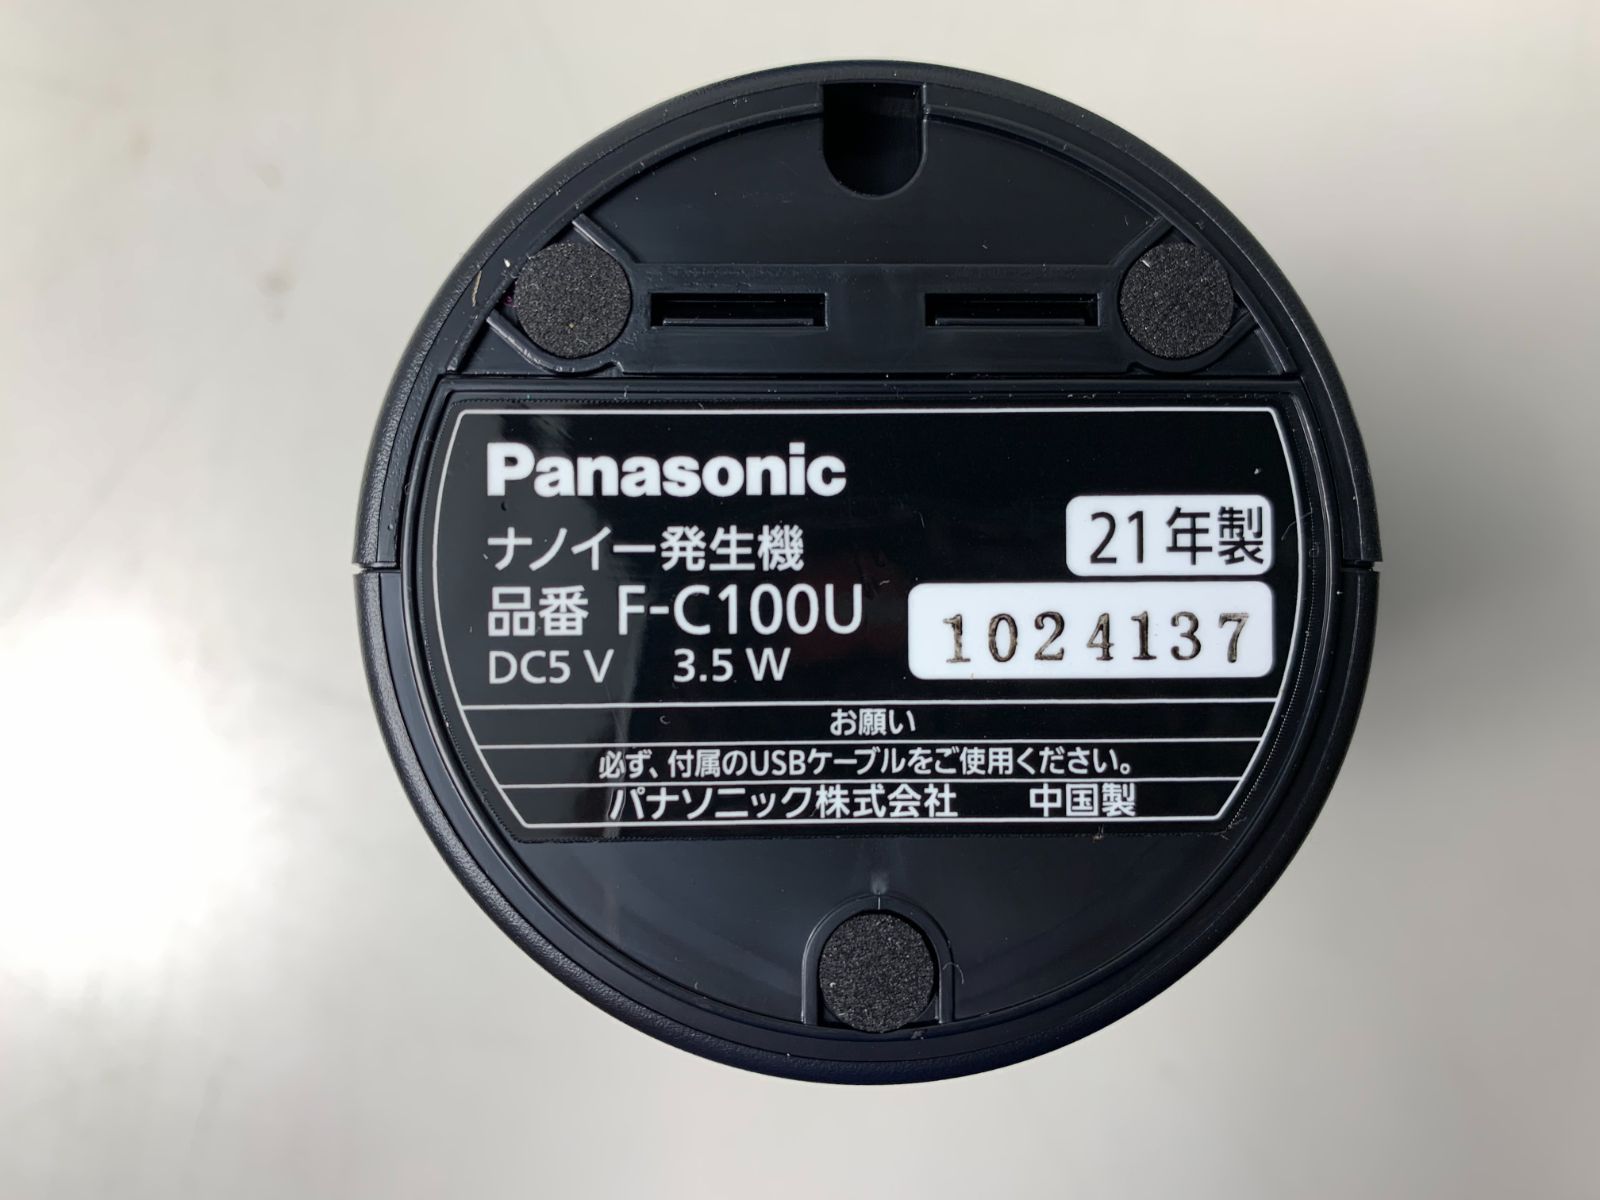 Panasonic
ナノイー発生機
21年製
品番 F-C100U
1024137
DC5 V 3.5 W
お願い
必ず、付属のUSBケーブルをご使用ください。
パナソニック株式会社 中国製